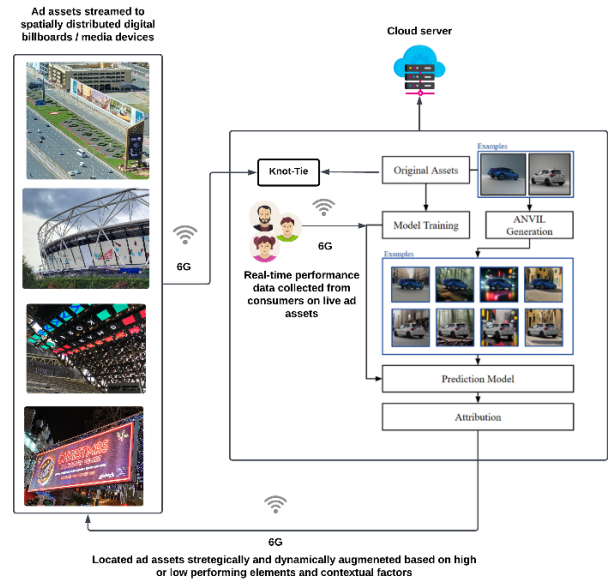 Ad assets streamed to
spatially distributed digital
billboards / media devices
Cloud server
Examples
Knot-Tie
Original Assets
6G
6G
Model Training
ANVIL
Generation
Real-time performance
data collected from
consumers on live ad
assets
Examples
Prediction Model
Attribution
CHRISTMAS
6G
Located ad assets stretegically and dynamically augmeneted based on high
or low performing elements and contextual factors